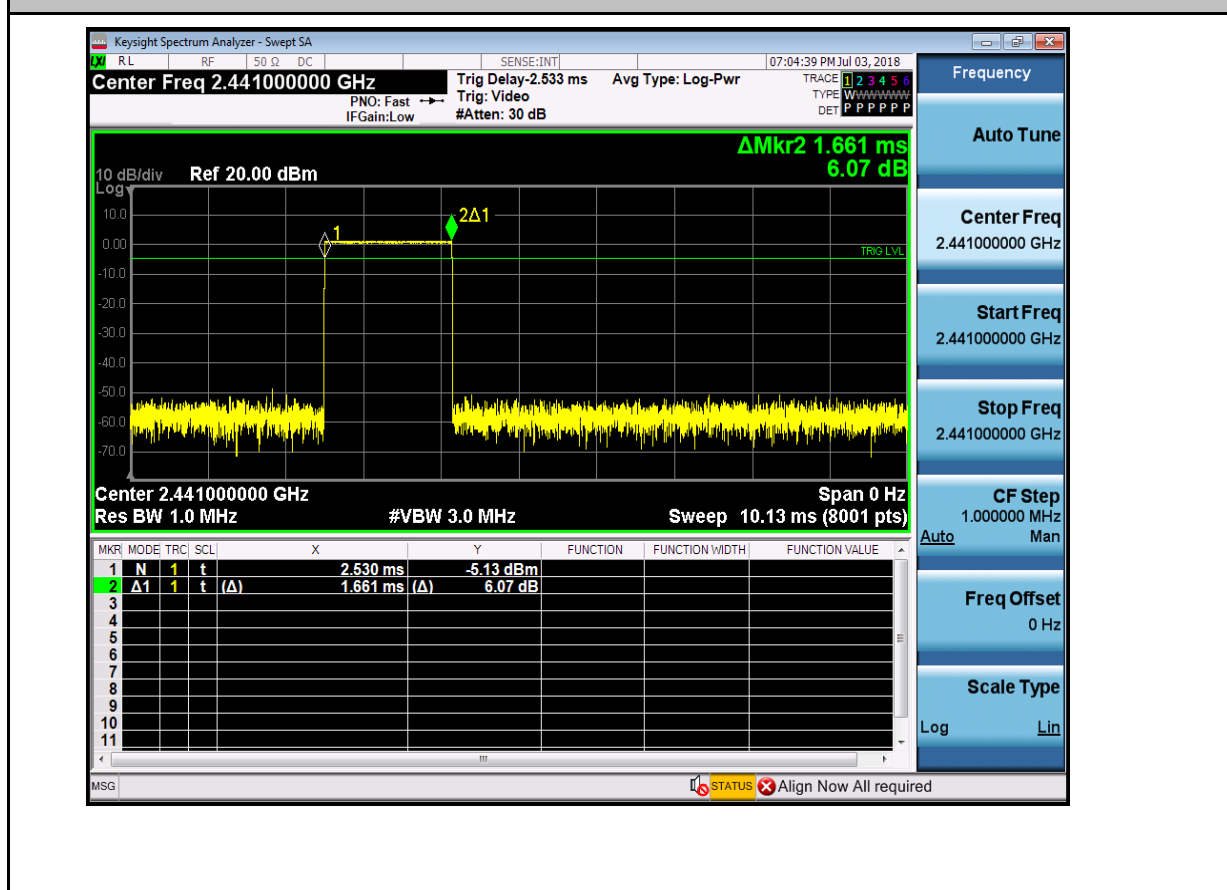 Keysight Spectrum Analyzer - Swept SA
LXI RL RF 50 Ω DC SENSE:INT 07:04:39 PM Jul 03, 2018
Center Freq 2.441000000 GHz
PNO: Fast
IFGain:Low
Trig Delay-2.533 ms
Trig: Video
#Atten: 30 dB
Avg Type: Log-Pwr
TRACE 1 2 3 4 5 6
TYPE WWWWWW
DET P P P P P P
ΔMkr2 1.661 ms
6.07 dB
10 dB/div Ref 20.00 dBm
Log
10.0
0.00
-10.0
-20.0
-30.0
-40.0
-50.0
-60.0
-70.0
1
2Δ1
TRIG LVL
Center 2.441000000 GHz Span 0 Hz
Res BW 1.0 MHz #VBW 3.0 MHz Sweep 10.13 ms (8001 pts)
MKR MODE TRC SCL X Y FUNCTION FUNCTION WIDTH FUNCTION VALUE
1 N 1 t 2.530 ms -5.13 dBm
2 Δ1 1 t (Δ) 1.661 ms (Δ) 6.07 dB
3
4
5
6
7
8
9
10
11
MSG STATUS Align Now All required
Frequency
Auto Tune
Center Freq
2.441000000 GHz
Start Freq
2.441000000 GHz
Stop Freq
2.441000000 GHz
CF Step
1.000000 MHz
Auto Man
Freq Offset
0 Hz
Scale Type
Log Lin